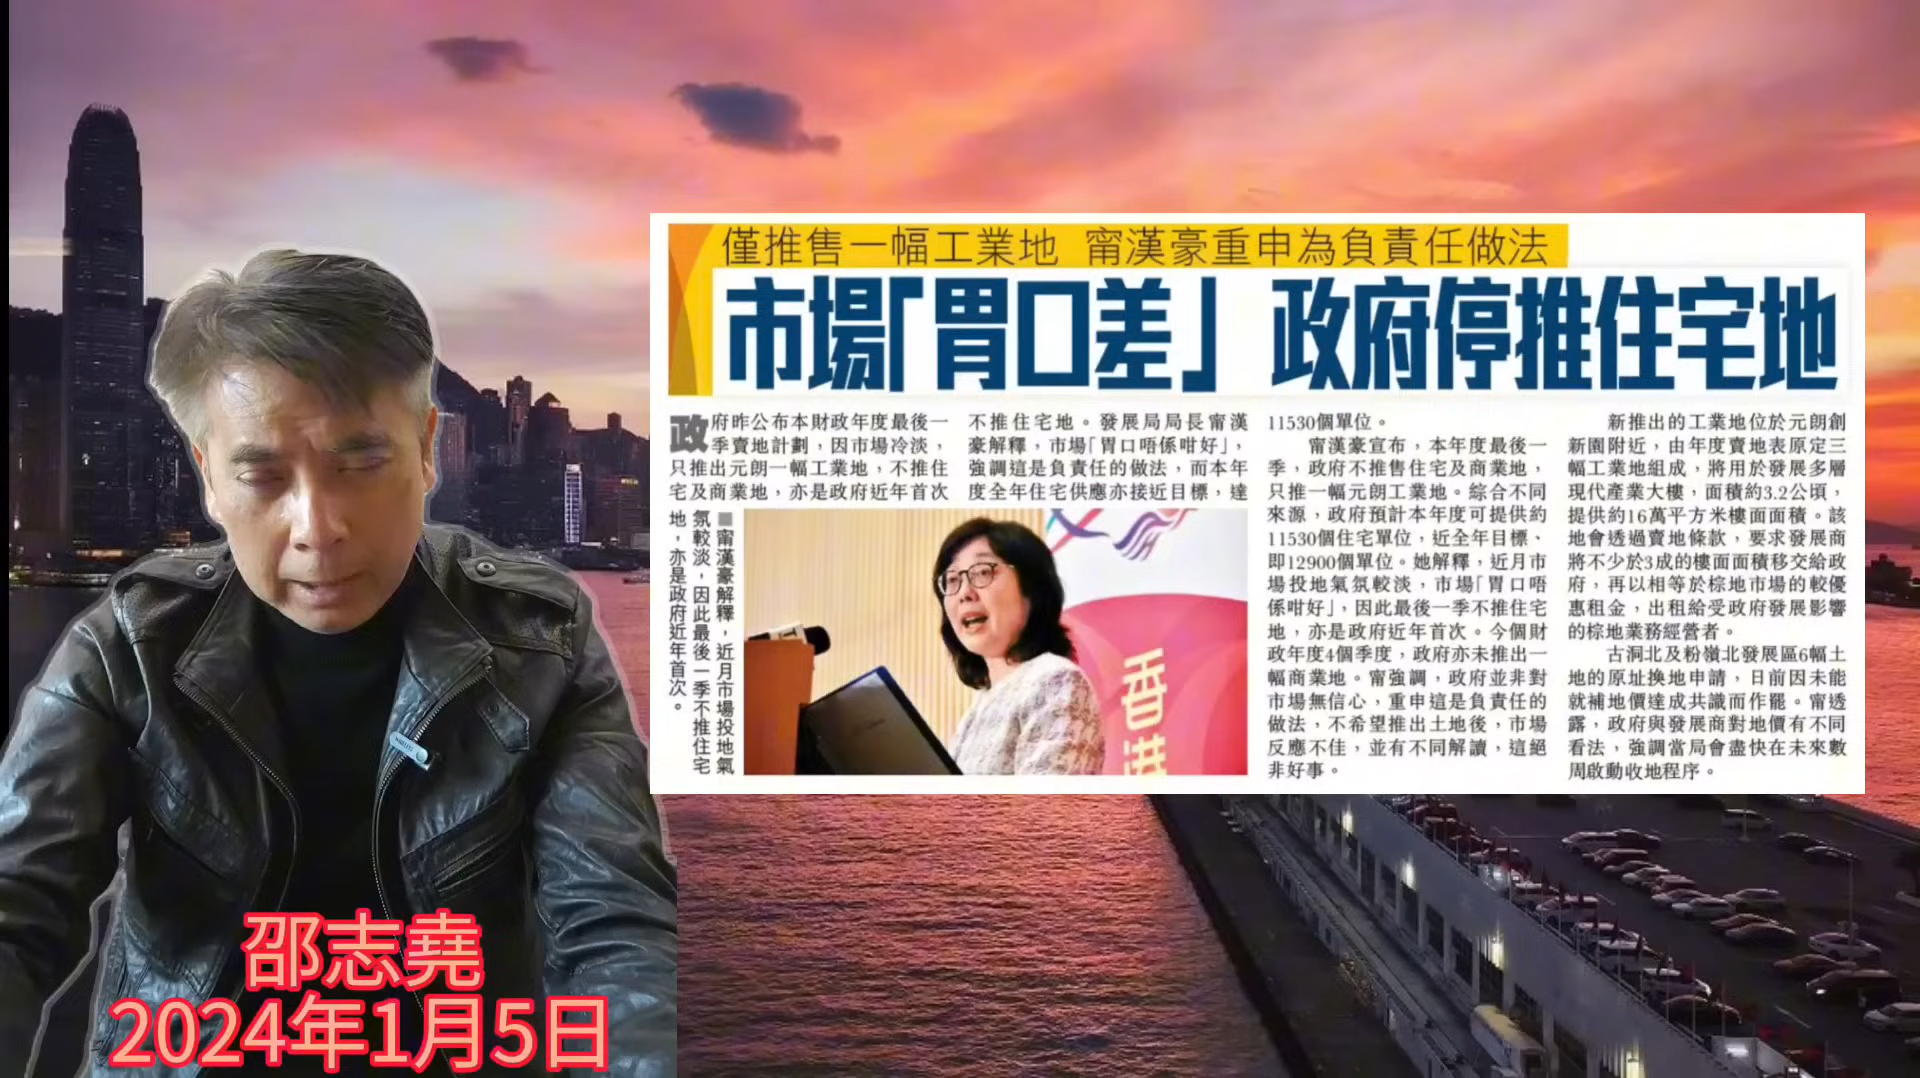 僅推售一幅工業地 甯漢豪重申為負責任做法
市場「胃口差」 政府停推住宅地
政府昨公布本財政年度最後一
季賣地計劃，因市場冷淡，
只推出元朗一幅工業地，不推住
宅及商業地，亦是政府近年首次
不推住宅地。發展局局長甯漢
豪解釋，市場「胃口唔係咁好」，
強調這是負責任的做法，而本年
度全年住宅供應亦接近目標，達
11530個單位。
甯漢豪宣布，本年度最後一
季，政府不推售住宅及商業地，
只推一幅元朗工業地。綜合不同
來源，政府預計本年度可提供約
11530個住宅單位，近全年目標、
即12900個單位。她解釋，近月市
場投地氣氛較淡，市場「胃口唔
係咁好」，因此最後一季不推住宅
地，亦是政府近年首次。今個財
政年度4個季度，政府亦未推出一
幅商業地。甯強調，政府並非對
市場無信心，重申這是負責任的
做法，不希望推出土地後，市場
反應不佳，並有不同解讀，這絕
非好事。
新推出的工業地位於元朗創
新園附近，由年度賣地表原定三
幅工業地組成，將用於發展多層
現代產業大樓，面積約3.2公頃，
提供約16萬平方米樓面面積。該
地會透過賣地條款，要求發展商
將不少於3成的樓面面積移交給政
府，再以相等於棕地市場的較優
惠租金，出租給受政府發展影響
的棕地業務經營者。
古洞北及粉嶺北發展區6幅土
地的原址換地申請，日前因未能
就補地價達成共識而作罷。甯透
露，政府與發展商對地價有不同
看法，強調當局會盡快在未來數
周啟動收地程序。
■甯漢豪解釋，近月市場投地氣
氛較淡，因此最後一季不推住宅
地，亦是政府近年首次。
香港
邵志堯
2024年1月5日